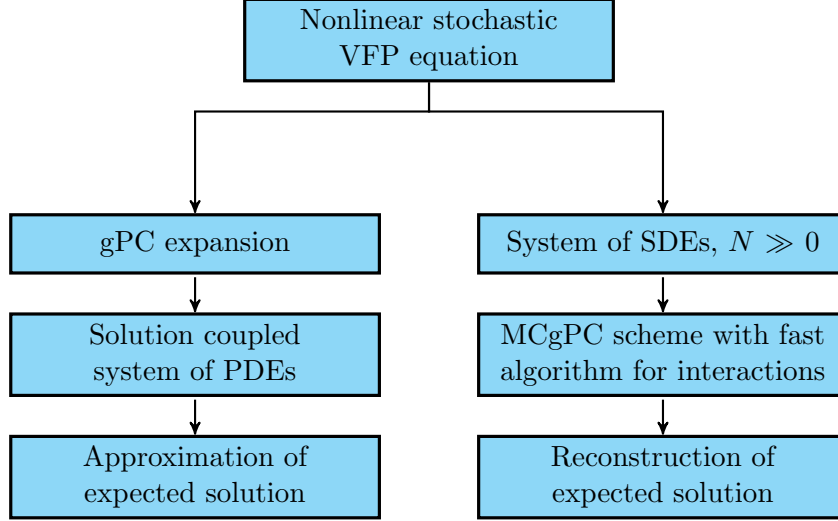 Nonlinear stochastic
VFP equation
gPC expansion
System of SDEs, N ≫ 0
Solution coupled
system of PDEs
MCgPC scheme with fast
algorithm for interactions
Approximation of
expected solution
Reconstruction of
expected solution